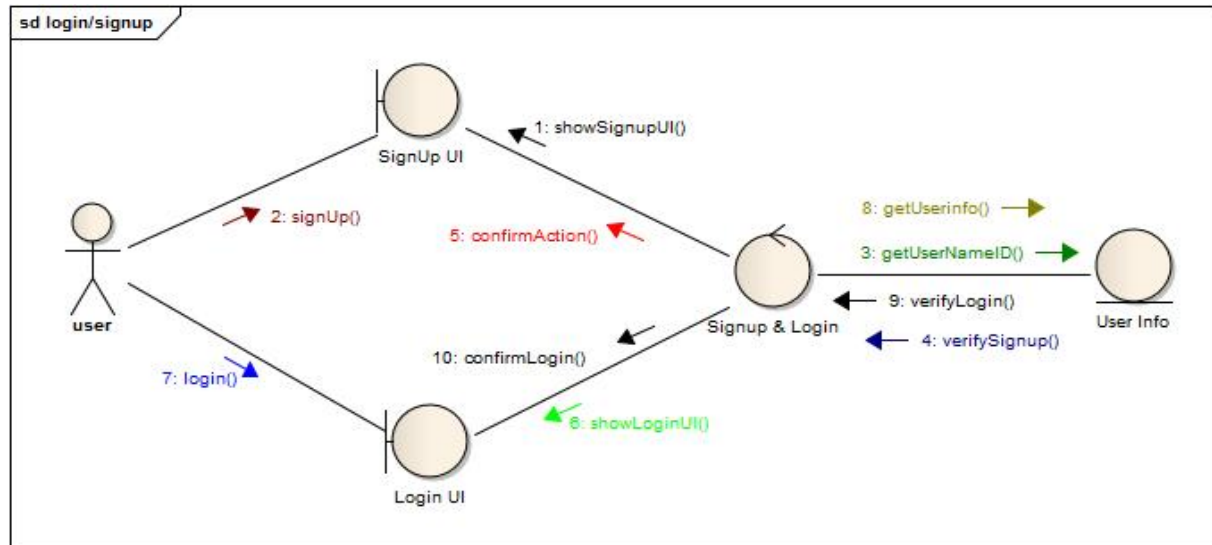 sd login/signup
1: showSignupUI()
SignUp UI
2: signUp()
8: getUserinfo()
5: confirmAction()
3: getUserNameID()
9: verifyLogin()
user
Signup & Login
User Info
4: verifySignup()
10: confirmLogin()
7: login()
6: showLoginUI()
Login UI